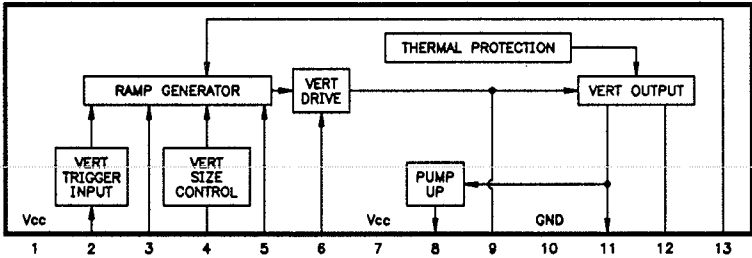 THERMAL PROTECTION
RAMP GENERATOR
VERT
DRIVE
VERT OUTPUT
VERT
TRIGGER
INPUT
VERT
SIZE
CONTROL
PUMP
UP
Vcc
Vcc
GND
1 2 3 4 5 6 7 8 9 10 11 12 13